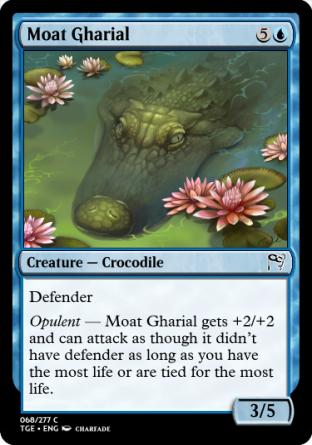 Moat Gharial 5
Creature — Crocodile
Defender
Opulent — Moat Gharial gets +2/+2
and can attack as though it didn't
have defender as long as you have
the most life or are tied for the most
life.
3/5
068/277 C
TGE • ENG CHARFADE